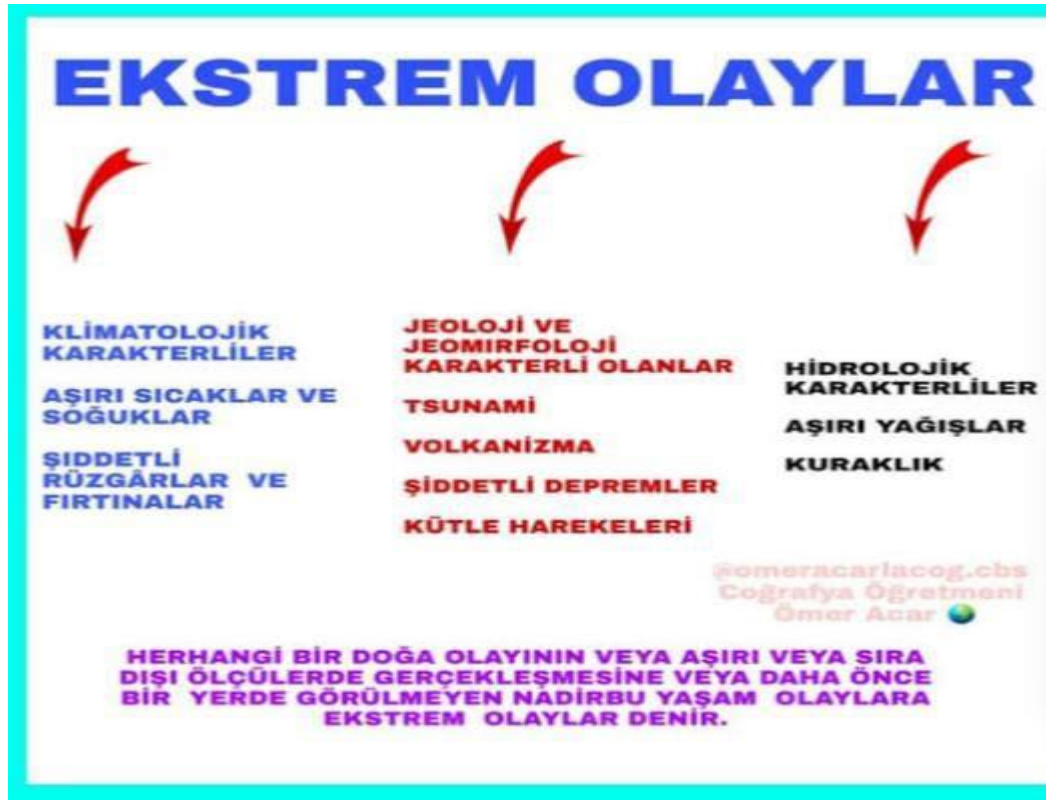 EKSTREM OLAYLAR
KLİMATOLOJİK
KARAKTERLİLER
AŞIRI SICAKLAR VE
SOĞUKLAR
ŞIDDETLİ
RÜZGÂRLAR VE
FIRTINALAR
JEOLOJİ VE
JEOMIRFOLOJİ
KARAKTERLİ OLANLAR
TSUNAMİ
VOLKANİZMA
ŞİDDETLİ DEPREMLER
KÜTLE HAREKELERİ
HİDROLOJİK
KARAKTERLİLER
AŞIRI YAĞIŞLAR
KURAKLIK
@omeracarlacog.cbs
Coğrafya Öğretmeni
Ömer Acar
HERHANGİ BİR DOĞA OLAYININ VEYA AŞIRI VEYA SIRA
DIŞI ÖLÇÜLERDE GERÇEKLEŞMESİNE VEYA DAHA ÖNCE
BİR YERDE GÖRÜLMEYEN NADİRBU YAŞAM OLAYLARA
EKSTREM OLAYLAR DENİR.